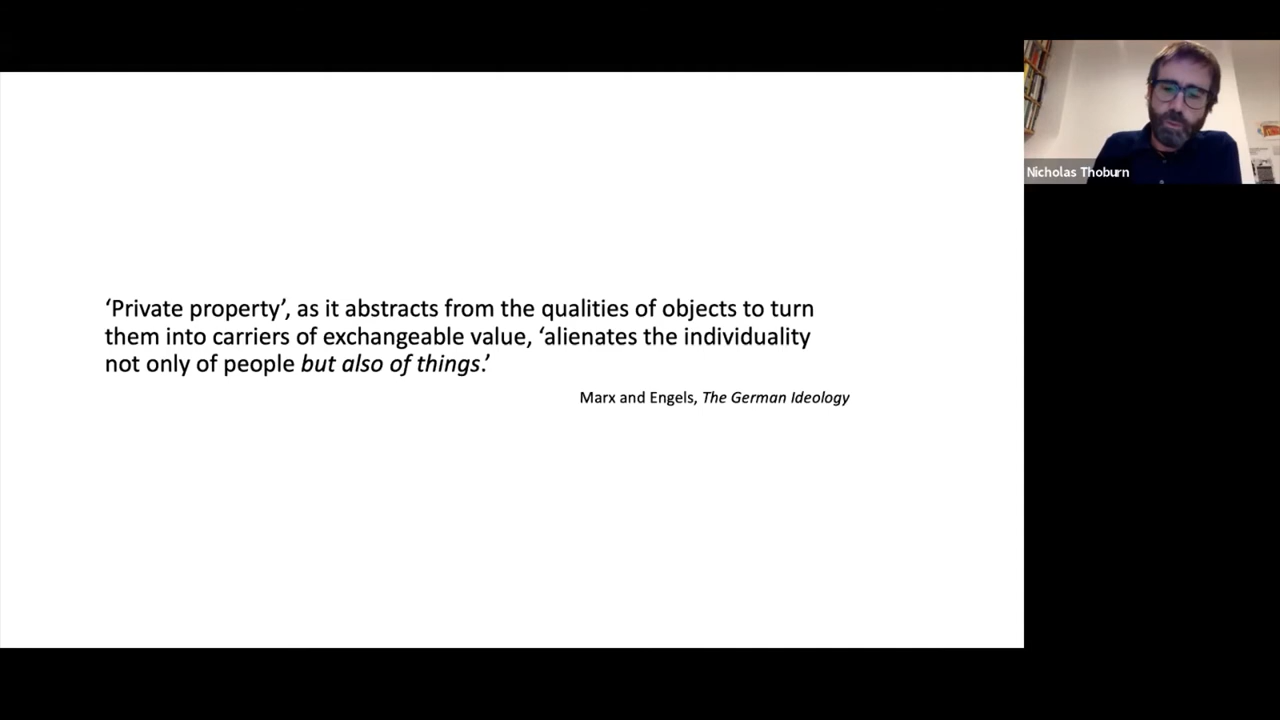 ‘Private property’, as it abstracts from the qualities of objects to turn
them into carriers of exchangeable value, ‘alienates the individuality
not only of people but also of things.’
Marx and Engels, The German Ideology
Nicholas Thoburn